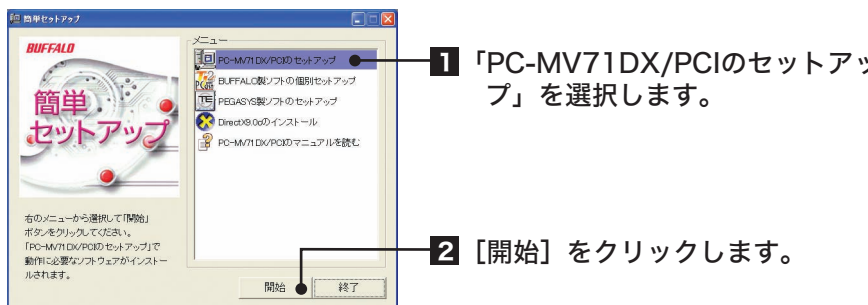 簡単セットアップ
BUFFALO
簡単
セットアップ
右のメニューから選択して「開始」
ボタンをクリックしてください。
「PC-MV71DX/PCIのセットアップ」で
動作に必要なソフトウェアがインストー
ルされます。
メニュー
PC-MV71DX/PCIのセットアップ
BUFFALO製ソフトの個別セットアップ
PEGASYS製ソフトのセットアップ
DirectX9.0cのインストール
PC-MV71DX/PCIのマニュアルを読む
開始
終了
1 「PC-MV71DX/PCIのセットアッ
プ」を選択します。
2 [開始]をクリックします。